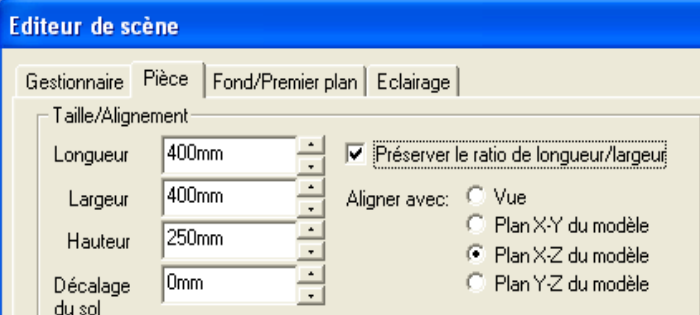 Editeur de scène
Gestionnaire Pièce Fond/Premier plan Eclairage
Taille/Alignement
Longueur 400mm Préserver le ratio de longueur/largeur
Largeur 400mm Aligner avec: Vue
Plan X-Y du modèle
Hauteur 250mm
Plan X-Z du modèle
Décalage 0mm Plan Y-Z du modèle
du sol